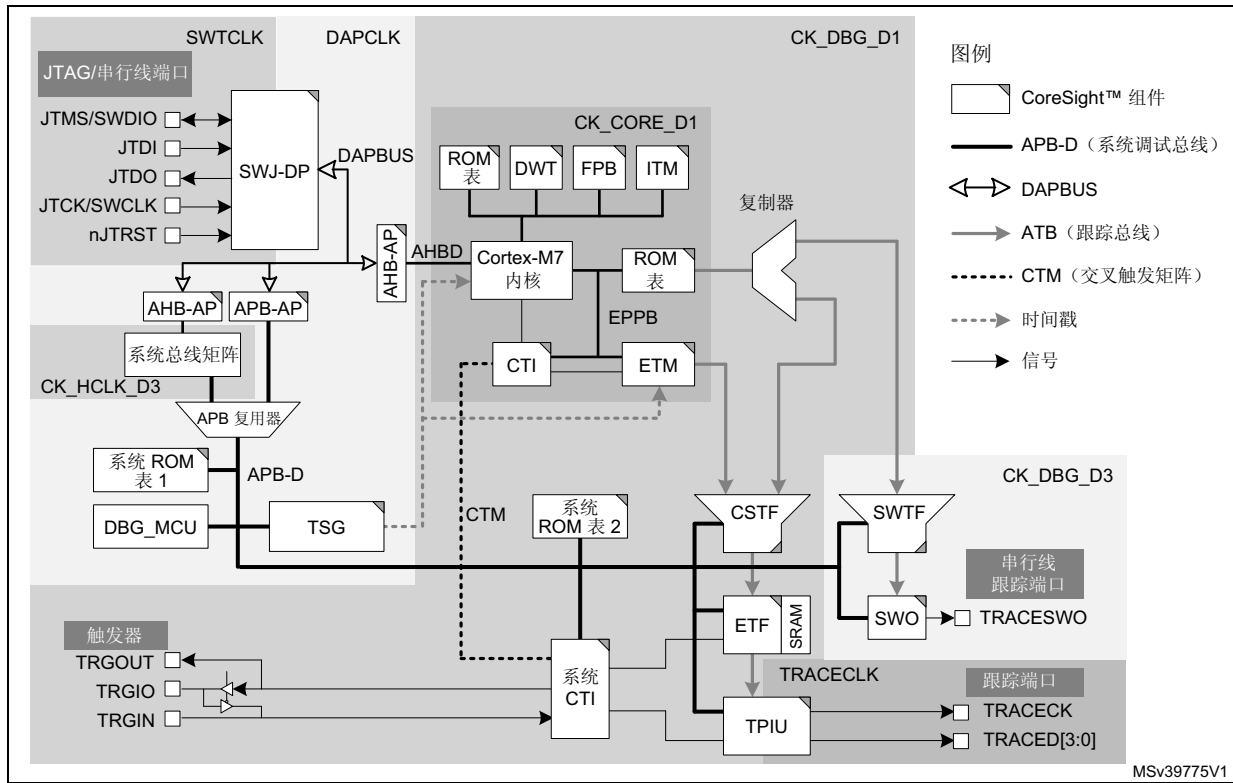 SWTCLK
DAPCLK
CK_DBG_D1
JTAG/串行线端口
JTMS/SWDIO
JTDI
JTDO
JTCK/SWCLK
nJTRST
SWJ-DP
DAPBUS
CK_CORE_D1
ROM
表
DWT
FPB
ITM
AHB-AP
AHBD
Cortex-M7
内核
ROM
表
复制器
EPPB
CTI
ETM
AHB-AP
APB-AP
系统总线矩阵
CK_HCLK_D3
APB 复用器
系统 ROM
表 1
APB-D
DBG_MCU
TSG
CTM
系统
ROM 表 2
CSTF
SWTF
CK_DBG_D3
串行线
跟踪端口
ETF
SRAM
SWO
TRACESWO
触发器
TRGOUT
TRGIO
TRGIN
系统
CTI
TRACECLK
TPIU
跟踪端口
TRACECK
TRACED[3:0]
图例
CoreSight™ 组件
APB-D（系统调试总线）
DAPBUS
ATB（跟踪总线）
CTM（交叉触发矩阵）
时间戳
信号
MSv39775V1